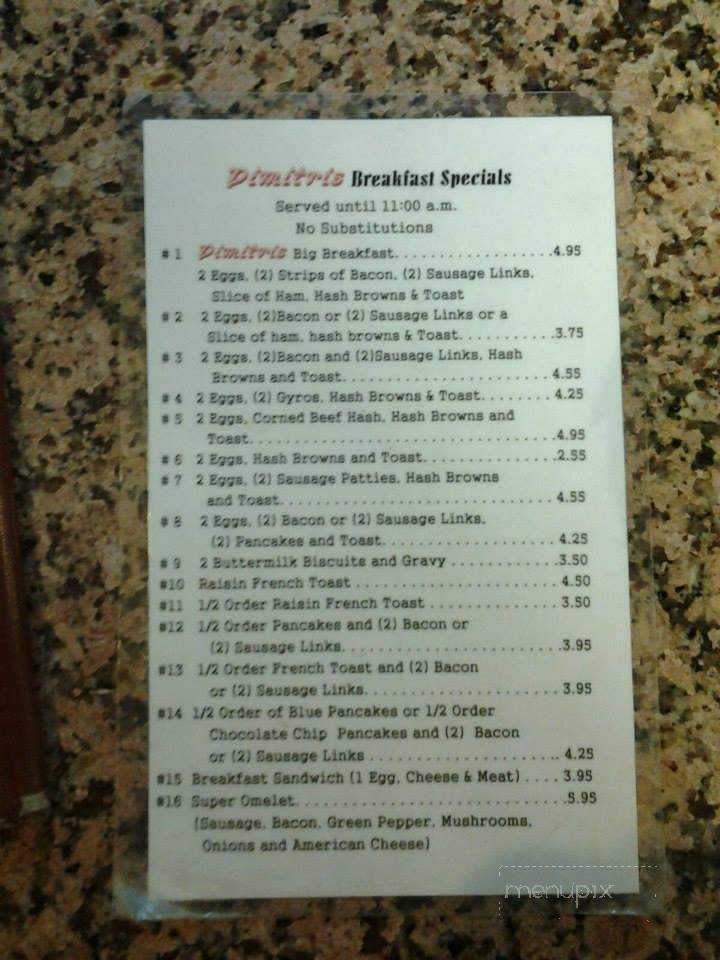 Dimitris Breakfast Specials
Served until 11:00 a.m.
No Substitutions
#1 Dimitris Big Breakfast. . . . . . . . . . . . . . . . . . .4.95
2 Eggs, (2) Strips of Bacon, (2) Sausage Links,
Slice of Ham, Hash Browns & Toast
#2 2 Eggs, (2)Bacon or (2) Sausage Links or a
Slice of ham, hash browns & Toast. . . . . . . . . . .3.75
#3 2 Eggs, (2)Bacon and (2)Sausage Links, Hash
Browns and Toast. . . . . . . . . . . . . . . . . . . . . . . . 4.55
#4 2 Eggs, (2) Gyros, Hash Browns & Toast. . . . . . . . 4.25
#5 2 Eggs, Corned Beef Hash, Hash Browns and
Toast. . . . . . . . . . . . . . . . . . . . . . . . . . . . . . . . . . .4.95
#6 2 Eggs, Hash Browns and Toast. . . . . . . . . . . . . . .2.55
#7 2 Eggs, (2) Sausage Patties, Hash Browns
and Toast. . . . . . . . . . . . . . . . . . . . . . . . . . . . . . . 4.55
#8 2 Eggs, (2) Bacon or (2) Sausage Links,
(2) Pancakes and Toast. . . . . . . . . . . . . . . . . . . . 4.25
#9 2 Buttermilk Biscuits and Gravy . . . . . . . . . . . .3.50
#10 Raisin French Toast . . . . . . . . . . . . . . . . . . . . . . . 4.50
#11 1/2 Order Raisin French Toast . . . . . . . . . . . . . . 3.50
#12 1/2 Order Pancakes and (2) Bacon or
(2) Sausage Links. . . . . . . . . . . . . . . . . . . . . . . . .3.95
#13 1/2 Order French Toast and (2) Bacon
or (2) Sausage Links. . . . . . . . . . . . . . . . . . . . . . 3.95
#14 1/2 Order of Blue Pancakes or 1/2 Order
Chocolate Chip Pancakes and (2) Bacon
or (2) Sausage Links . . . . . . . . . . . . . . . . . . . . .. 4.25
#15 Breakfast Sandwich (1 Egg, Cheese & Meat) . . . . 3.95
#16 Super Omelet. . . . . . . . . . . . . . . . . . . . . . . . . . . . . .5.95
(Sausage, Bacon, Green Pepper, Mushrooms,
Onions and American Cheese)
menupix